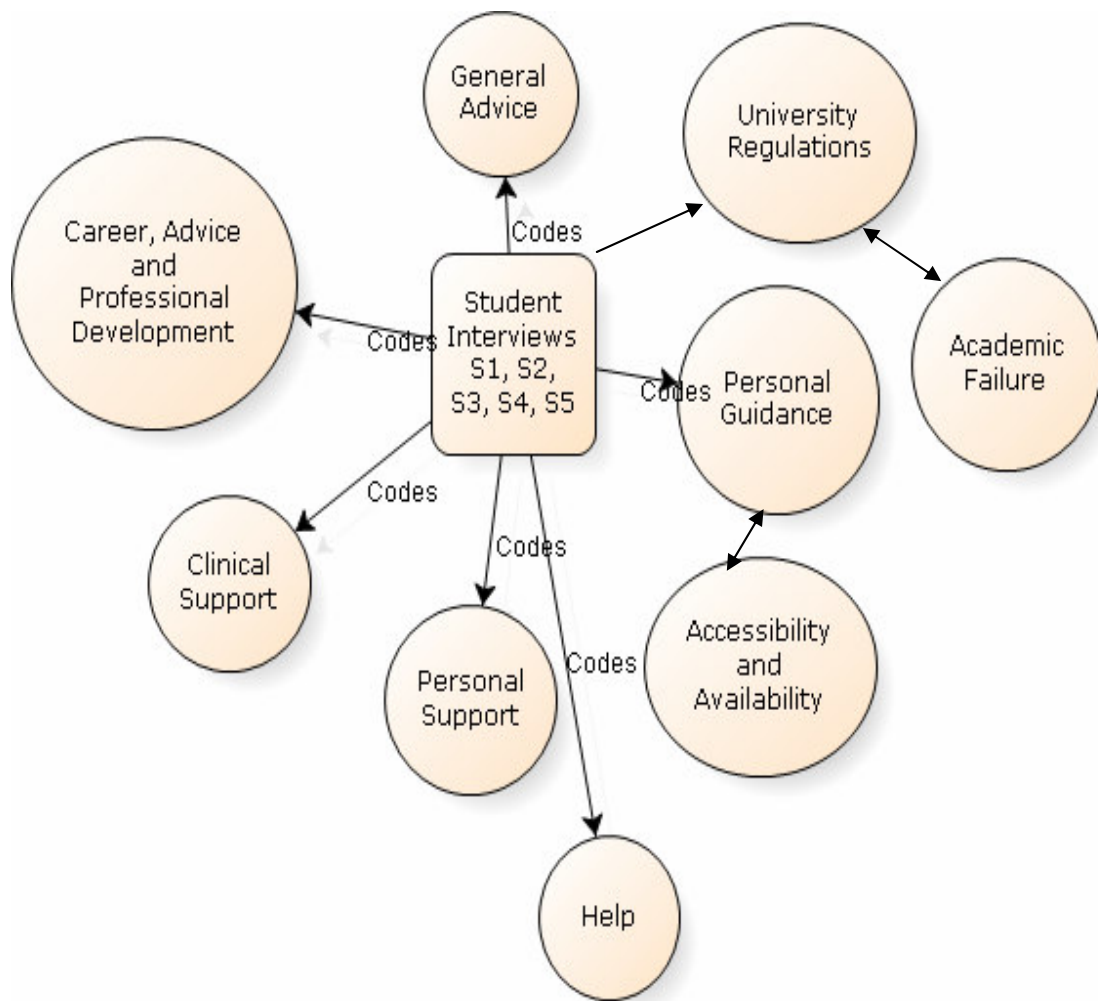 General
Advice
University
Regulations
Career, Advice
and
Professional
Development
Codes
Student
Interviews
S1, S2,
S3, S4, S5
Codes
Codes
Personal
Guidance
Academic
Failure
Codes
Clinical
Support
Codes
Personal
Support
Codes
Accessibility
and
Availability
Help